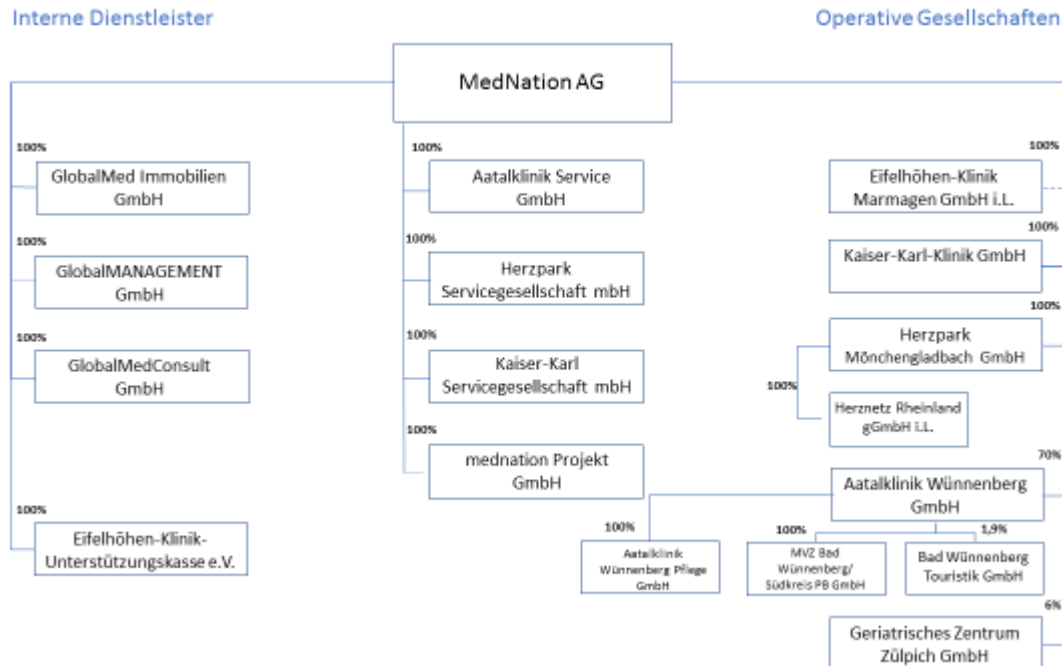 Interne Dienstleister
Operative Gesellschaften
MedNation AG
100%
GlobalMed Immobilien
GmbH
100%
GlobalMANAGEMENT
GmbH
100%
GlobalMedConsult
GmbH
100%
Eifelhöhen-Klinik-
Unterstützungskasse e.V.
100%
Aatalklinik Service
GmbH
100%
Herzpark
Servicegesellschaft mbH
100%
Kaiser-Karl
Servicegesellschaft mbH
100%
mednation Projekt
GmbH
100%
Eifelhöhen-Klinik
Marmagen GmbH i.L.
100%
Kaiser-Karl-Klinik GmbH
100%
Herzpark
Mönchengladbach GmbH
100%
Herznetz Rheinland
gGmbH i.L.
70%
Aatalklinik Wünnenberg
GmbH
100%
Aatalklinik
Wünnenberg Pflege
GmbH
100%
MVZ Bad
Wünnenberg/
Südkreis PB GmbH
1,9%
Bad Wünnenberg
Touristik GmbH
6%
Geriatrisches Zentrum
Zülpich GmbH